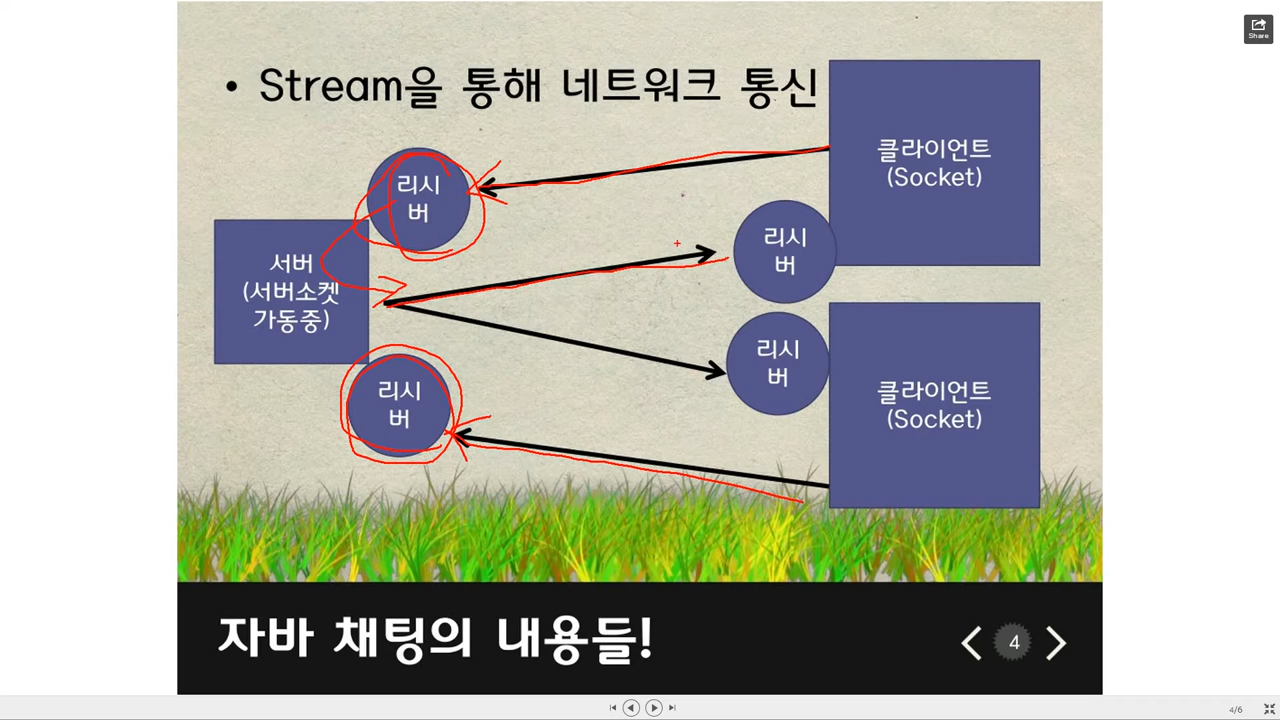 Share
• Stream을 통해 네트워크 통신
클라이언트
(Socket)
리시
버
리시
버
서버
(서버소켓
가동중)
리시
버
리시
버
클라이언트
(Socket)
자바 채팅의 내용들!
4
4/6